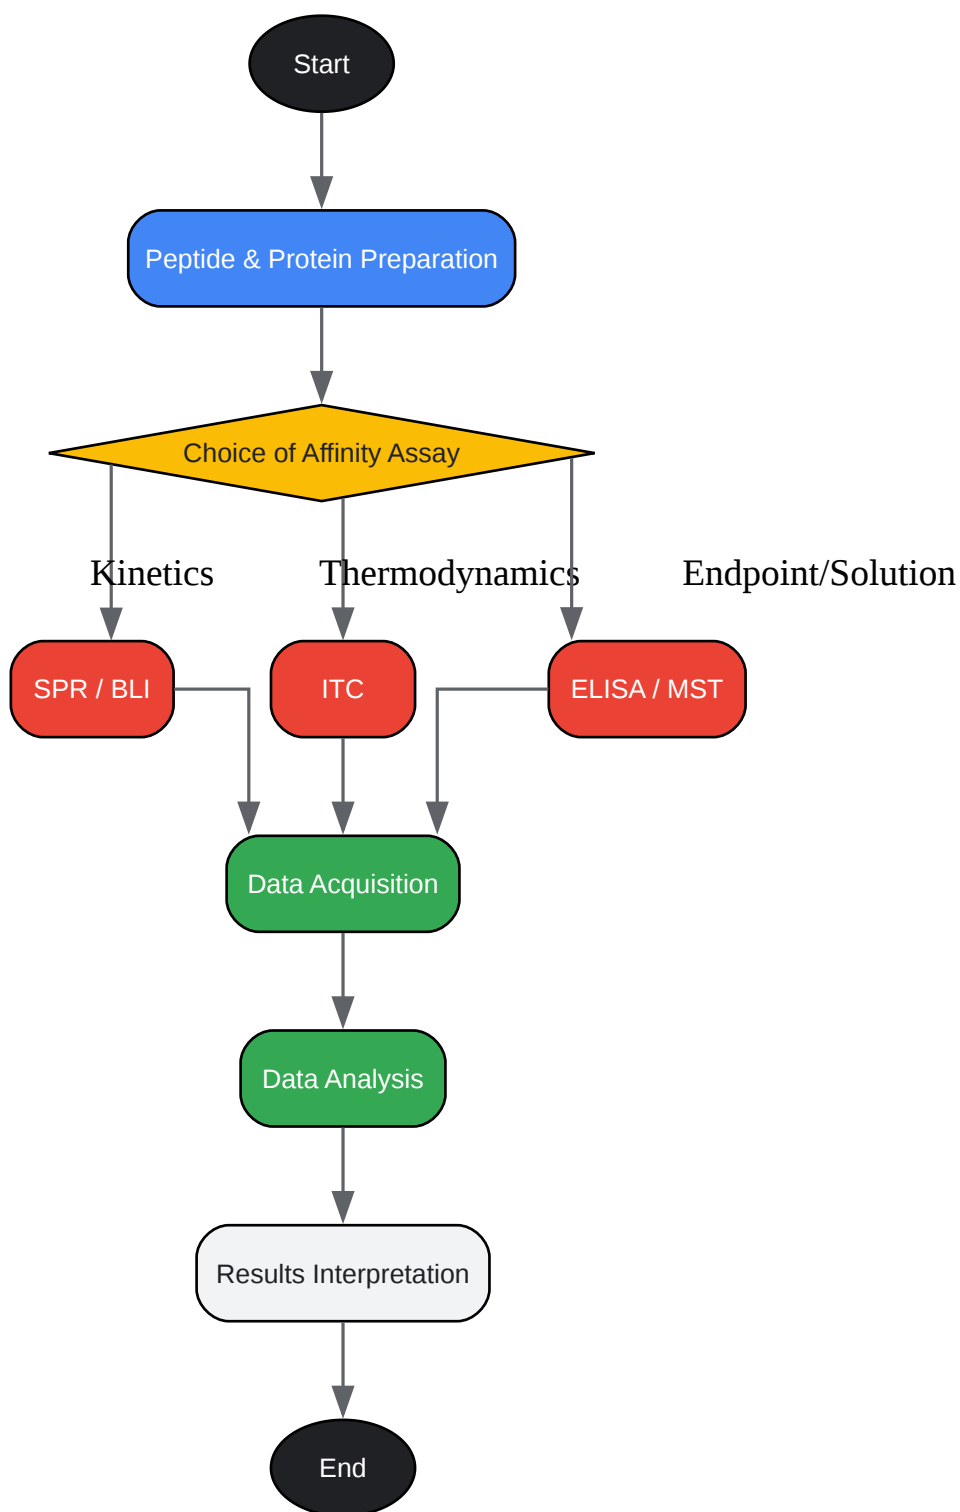 Start
Peptide & Protein Preparation
Choice of Affinity Assay
Kinetics
Thermodynamics
Endpoint/Solution
SPR / BLI
ITC
ELISA / MST
Data Acquisition
Data Analysis
Results Interpretation
End